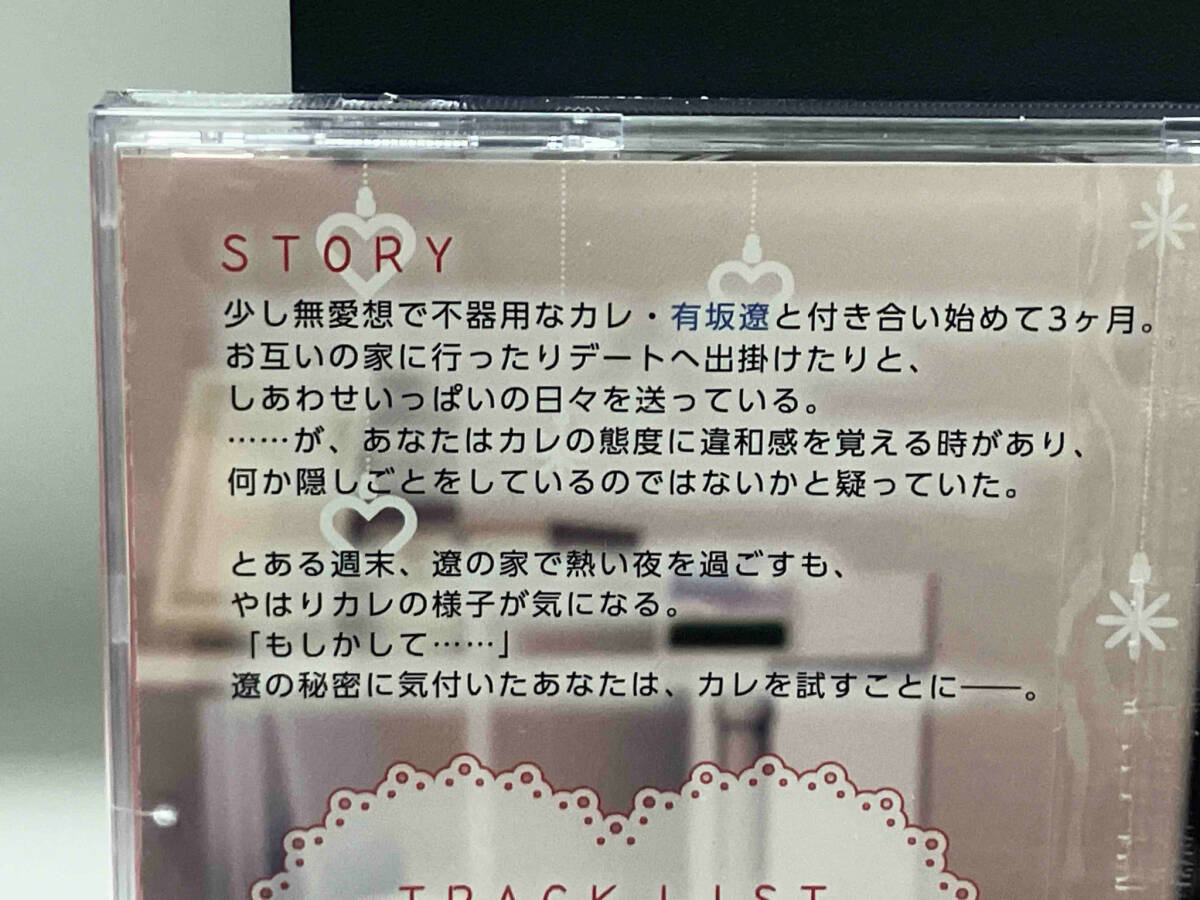 STORY
少し無愛想で不器用なカレ・有坂遼と付き合い始めて3ヶ月。
お互いの家に行ったりデートへ出掛けたりと、
しあわせいっぱいの日々を送っている。
……が、あなたはカレの態度に違和感を覚える時があり、
何か隠しごとをしているのではないかと疑っていた。
とある週末、遼の家で熱い夜を過ごすも、
やはりカレの様子が気になる。
「もしかして……」
遼の秘密に気付いたあなたは、カレを試すことに――。
TRACK LIST